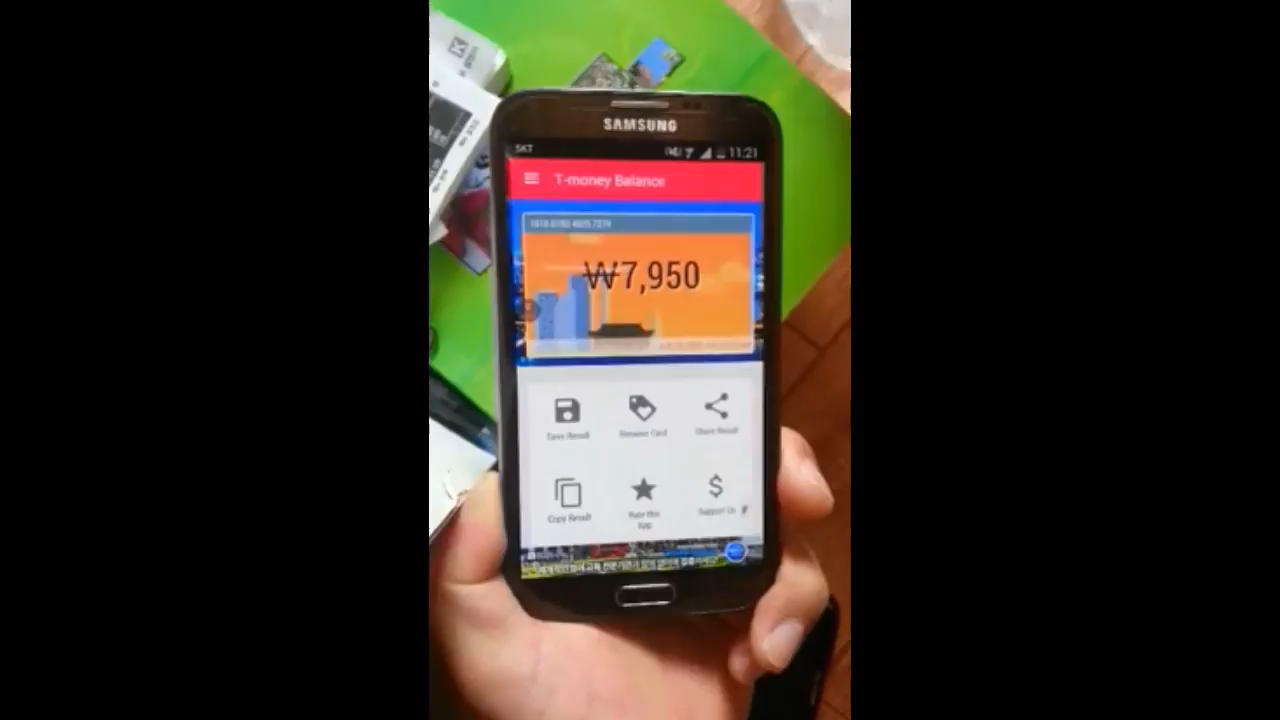 SAMSUNG
SKT
11:21
T-money Balance
₩7,950
Save Result
Rename Card
Share Result
Copy Result
Rate this
App
Support Us